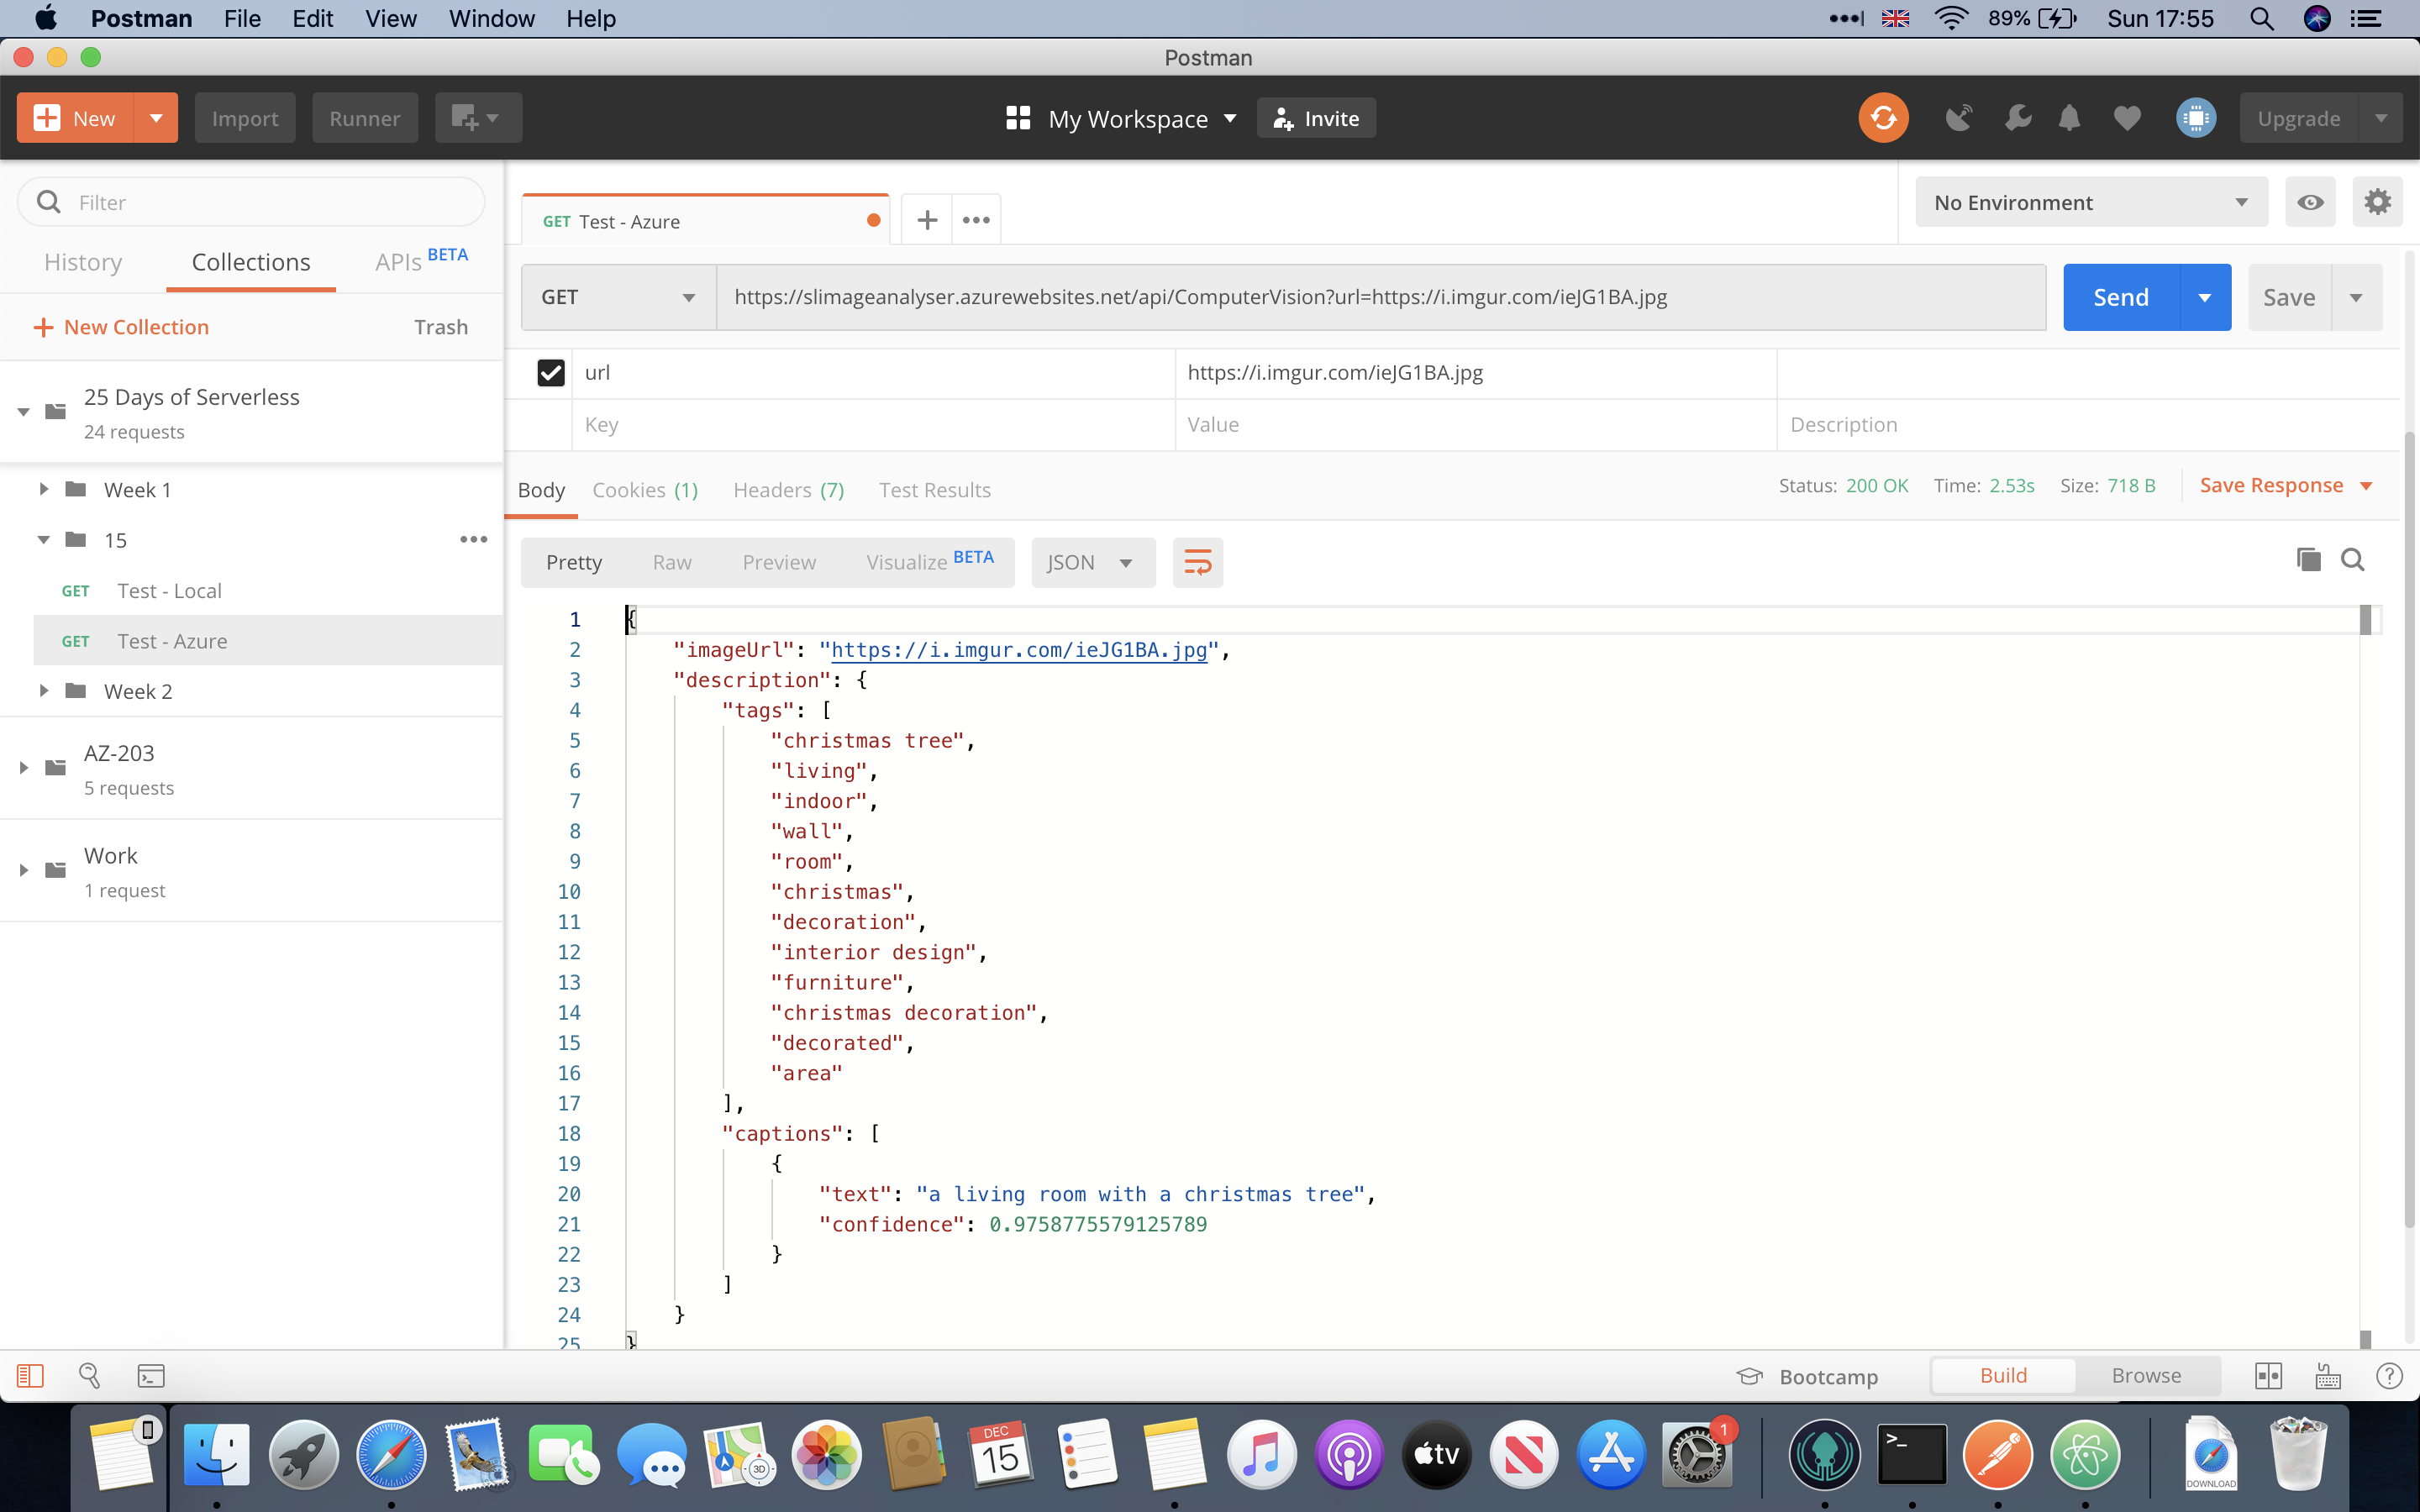 Postman File Edit View Window Help 89% Sun 17:55
Postman
New Import Runner My Workspace Invite Upgrade
Filter
History Collections APIs BETA
New Collection Trash
25 Days of Serverless
24 requests
Week 1
15
GET Test - Local
GET Test - Azure
Week 2
AZ-203
5 requests
Work
1 request
GET Test - Azure
No Environment
GET https://slimageanalyser.azurewebsites.net/api/ComputerVision?url=https://i.imgur.com/ieJG1BA.jpg Send Save
url https://i.imgur.com/ieJG1BA.jpg
Key Value Description
Body Cookies (1) Headers (7) Test Results Status: 200 OK Time: 2.53s Size: 718 B Save Response
Pretty Raw Preview Visualize BETA JSON
1 {
2 "imageUrl": "https://i.imgur.com/ieJG1BA.jpg",
3 "description": {
4 "tags": [
5 "christmas tree",
6 "living",
7 "indoor",
8 "wall",
9 "room",
10 "christmas",
11 "decoration",
12 "interior design",
13 "furniture",
14 "christmas decoration",
15 "decorated",
16 "area"
17 ],
18 "captions": [
19 {
20 "text": "a living room with a christmas tree",
21 "confidence": 0.9758775579125789
22 }
23 ]
24 }
25 }
Bootcamp Build Browse
3D DEC 15 tv 1 >_ DOWNLOAD